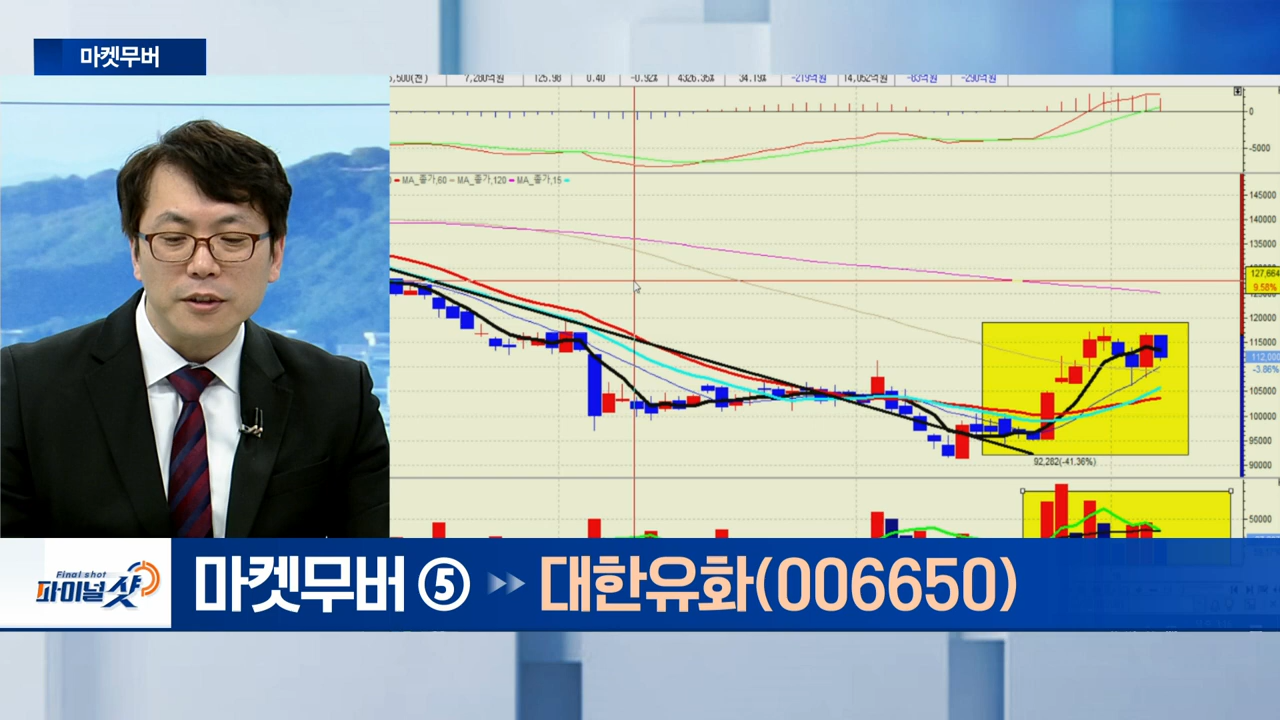 마켓무버
7,280억원 125.98 0.40 -0.92% 4326.35% 34.19% -219억원 14,052억원 -83억원 -290억원
0
-5000
MA_종가,60 MA_종가,120 MA_종가,15
145000
140000
135000
127,664
9.58%
120000
115000
112,000
-3.86%
105000
100000
95000
90000
92,282(-41.36%)
50000
Final shot
파이널샷
마켓무버 ⑤ 대한유화(006650)